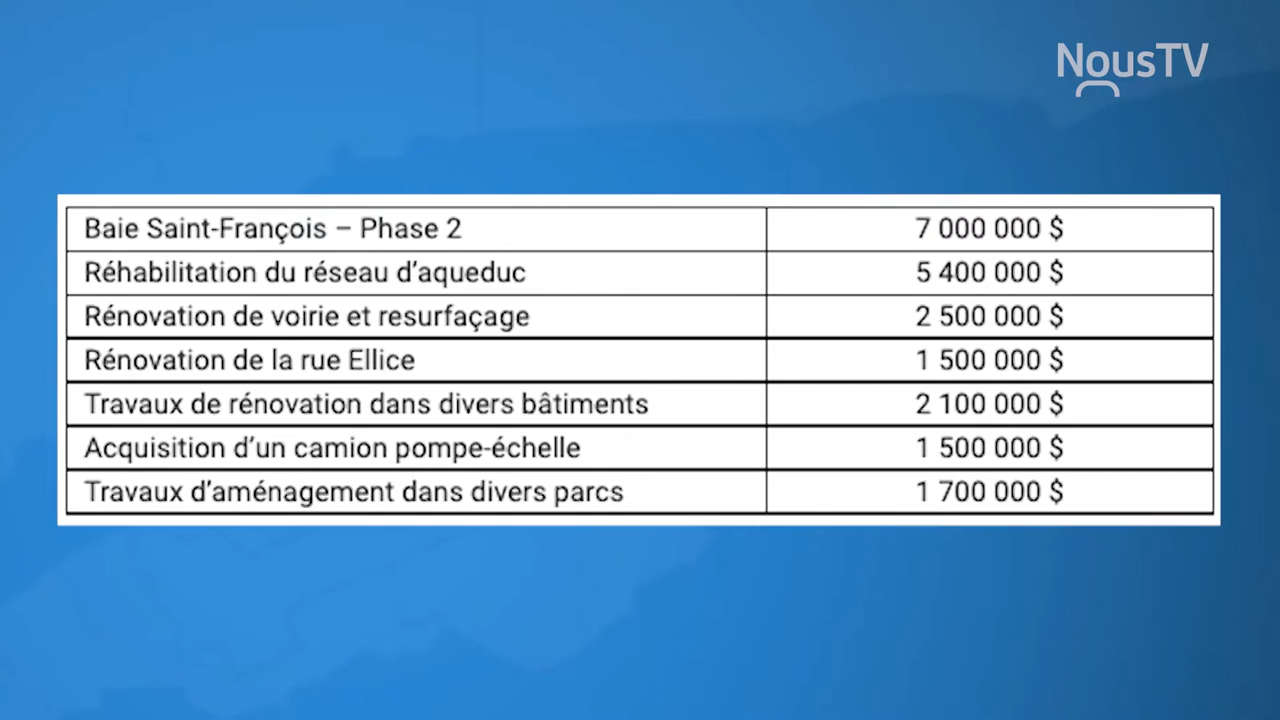 NousTV
Baie Saint-François – Phase 2 7 000 000 $
Réhabilitation du réseau d’aqueduc 5 400 000 $
Rénovation de voirie et resurfaçage 2 500 000 $
Rénovation de la rue Ellice 1 500 000 $
Travaux de rénovation dans divers bâtiments 2 100 000 $
Acquisition d’un camion pompe-échelle 1 500 000 $
Travaux d’aménagement dans divers parcs 1 700 000 $